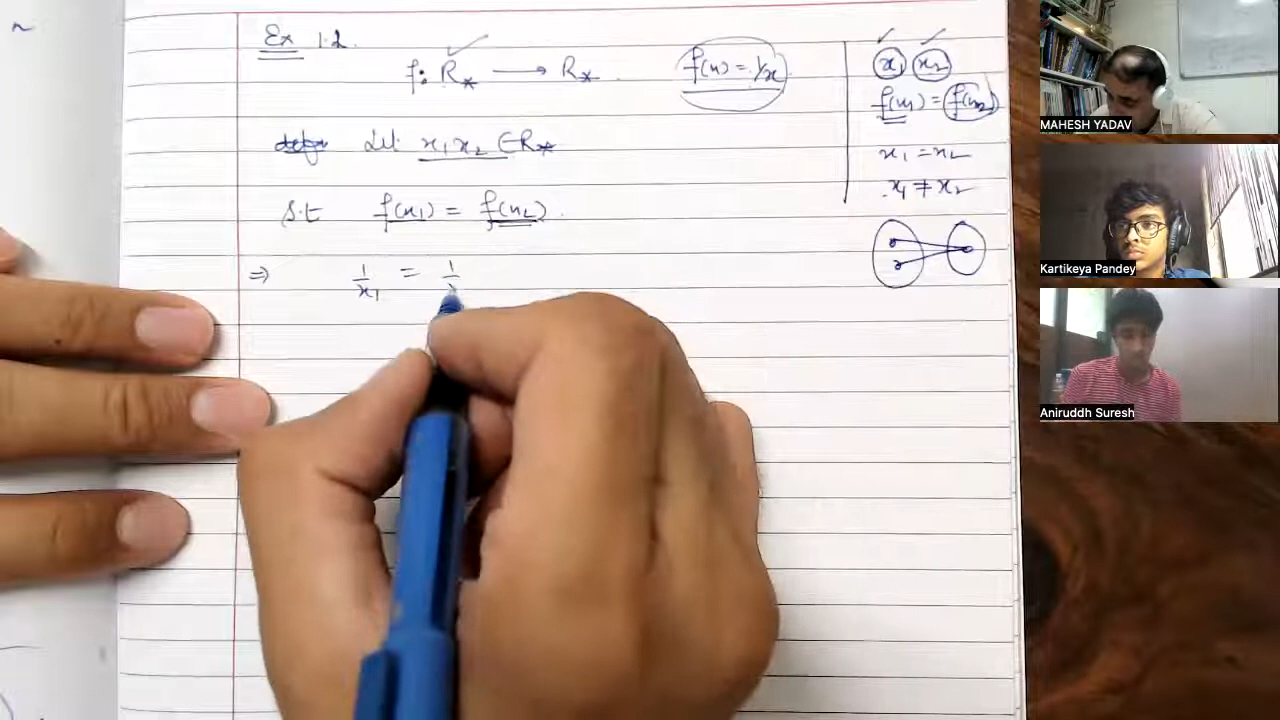 Ex 1.2.
f: R* → R* f(x) = 1/x
Let x₁ x₂ ∈ R*
s.t f(x₁) = f(x₂).
⇒ 1/x₁ = 1/
x₁ x₂
f(x₁) = f(x₂)
x₁ = x₂
x₁ ≠ x₂
MAHESH YADAV
Kartikeya Pandey
Aniruddh Suresh